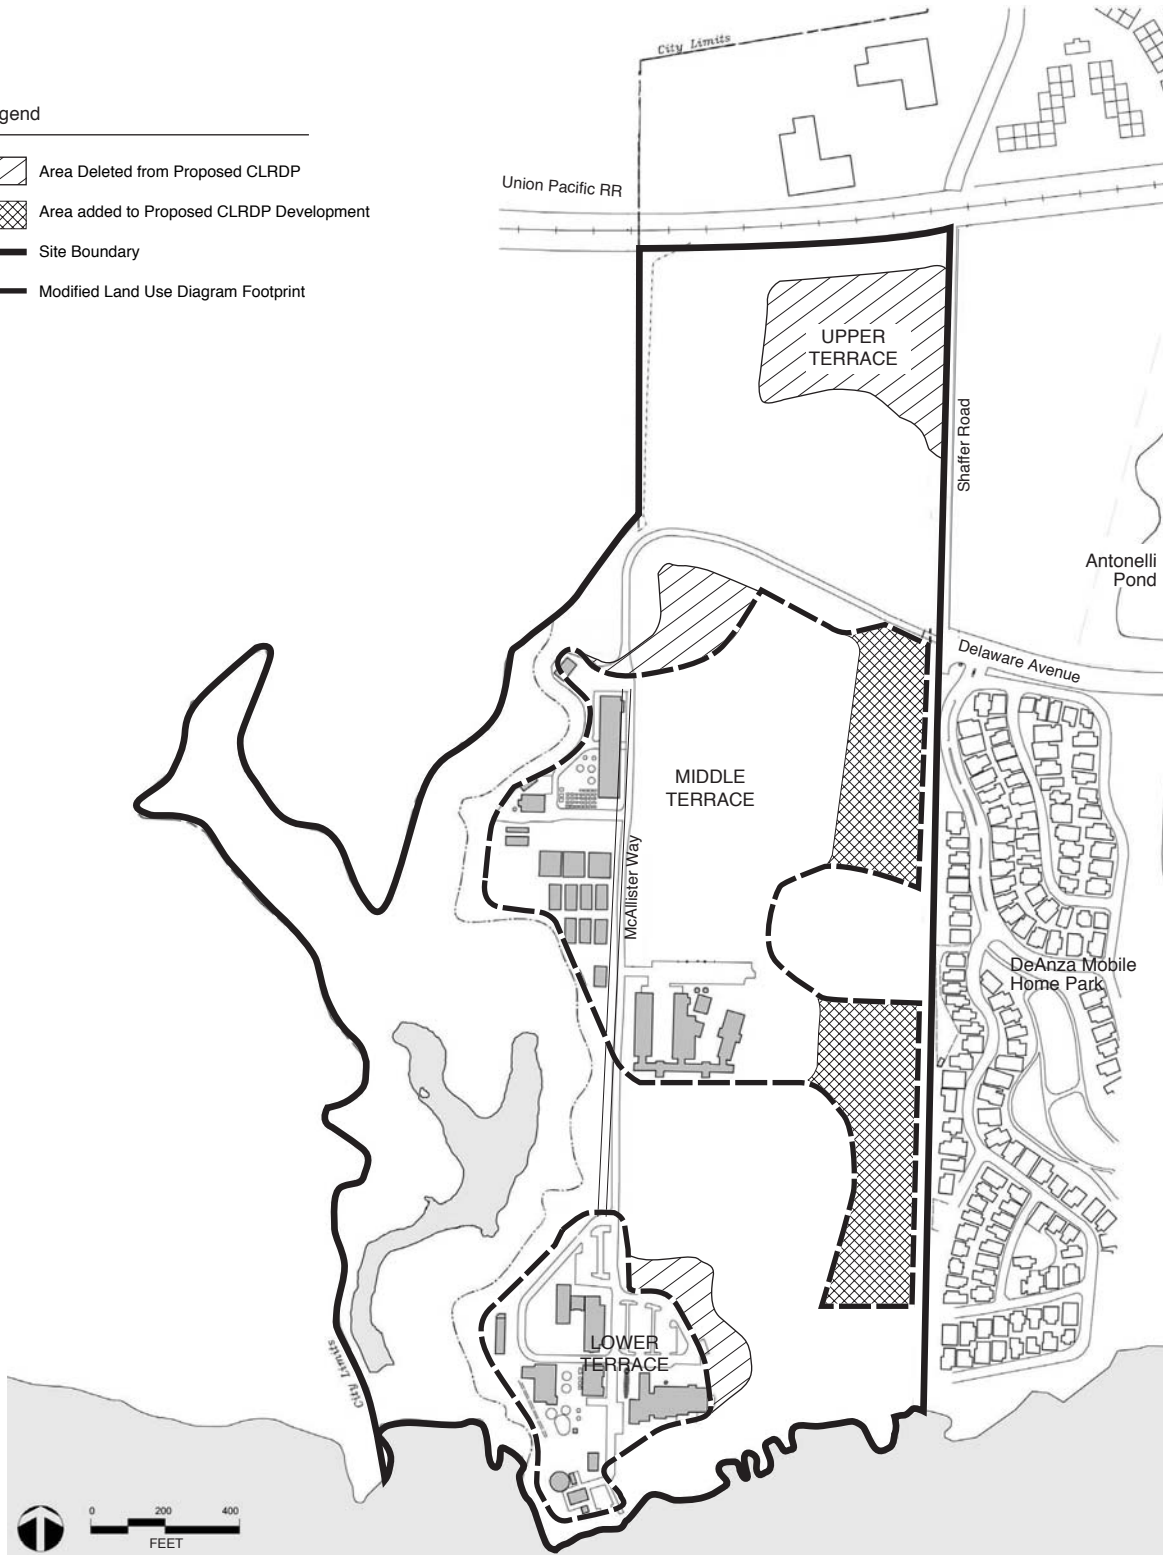 City Limits
gend
Area Deleted from Proposed CLRDP
Area added to Proposed CLRDP Development
Site Boundary
Modified Land Use Diagram Footprint
Union Pacific RR
UPPER
TERRACE
Shaffer Road
Antonelli
Pond
Delaware Avenue
MIDDLE
TERRACE
McAllister Way
DeAnza Mobile
Home Park
LOWER
TERRACE
City Limits
0 200 400
FEET